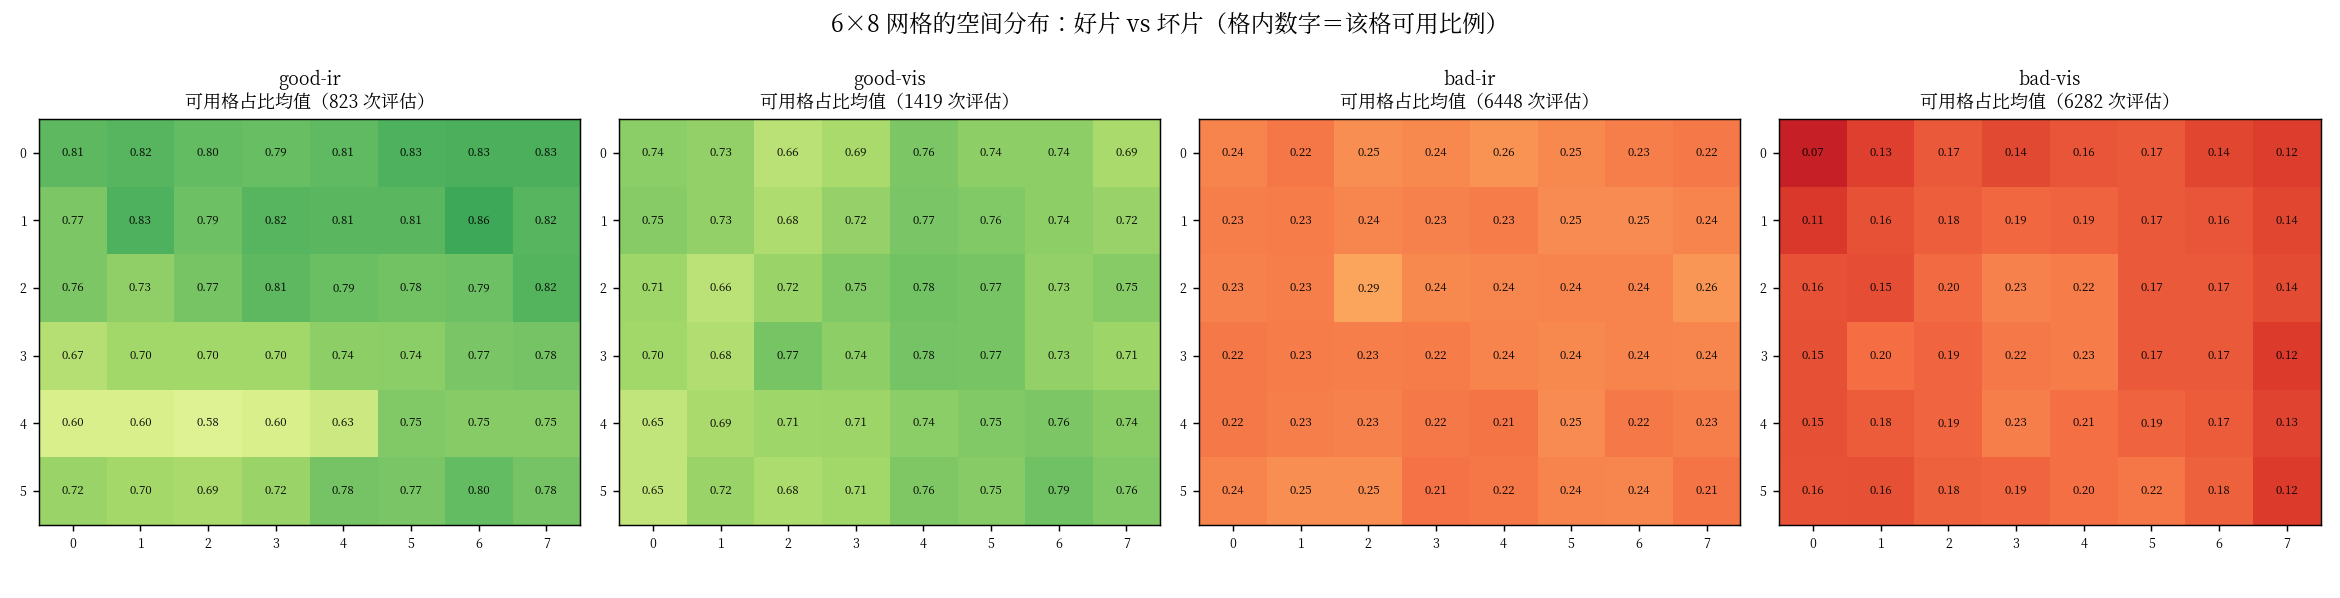 6×8 网格的空间分布：好片 vs 坏片（格内数字＝该格可用比例）
good-ir
可用格占比均值（823 次评估）
0 0.81 0.82 0.80 0.79 0.81 0.83 0.83 0.83
1 0.77 0.83 0.79 0.82 0.81 0.81 0.86 0.82
2 0.76 0.73 0.77 0.81 0.79 0.78 0.79 0.82
3 0.67 0.70 0.70 0.70 0.74 0.74 0.77 0.78
4 0.60 0.60 0.58 0.60 0.63 0.75 0.75 0.75
5 0.72 0.70 0.69 0.72 0.78 0.77 0.80 0.78
0 1 2 3 4 5 6 7
good-vis
可用格占比均值（1419 次评估）
0 0.74 0.73 0.66 0.69 0.76 0.74 0.74 0.69
1 0.75 0.73 0.68 0.72 0.77 0.76 0.74 0.72
2 0.71 0.66 0.72 0.75 0.78 0.77 0.73 0.75
3 0.70 0.68 0.77 0.74 0.78 0.77 0.73 0.71
4 0.65 0.69 0.71 0.71 0.74 0.75 0.76 0.74
5 0.65 0.72 0.68 0.71 0.76 0.75 0.79 0.76
0 1 2 3 4 5 6 7
bad-ir
可用格占比均值（6448 次评估）
0 0.24 0.22 0.25 0.24 0.26 0.25 0.23 0.22
1 0.23 0.23 0.24 0.23 0.23 0.25 0.25 0.24
2 0.23 0.23 0.29 0.24 0.24 0.24 0.24 0.26
3 0.22 0.23 0.23 0.22 0.24 0.24 0.24 0.24
4 0.22 0.23 0.23 0.22 0.21 0.25 0.22 0.23
5 0.24 0.25 0.25 0.21 0.22 0.24 0.24 0.21
0 1 2 3 4 5 6 7
bad-vis
可用格占比均值（6282 次评估）
0 0.07 0.13 0.17 0.14 0.16 0.17 0.14 0.12
1 0.11 0.16 0.18 0.19 0.19 0.17 0.16 0.14
2 0.16 0.15 0.20 0.23 0.22 0.17 0.17 0.14
3 0.15 0.20 0.19 0.22 0.23 0.17 0.17 0.12
4 0.15 0.18 0.19 0.23 0.21 0.19 0.17 0.13
5 0.16 0.16 0.18 0.19 0.20 0.22 0.18 0.12
0 1 2 3 4 5 6 7